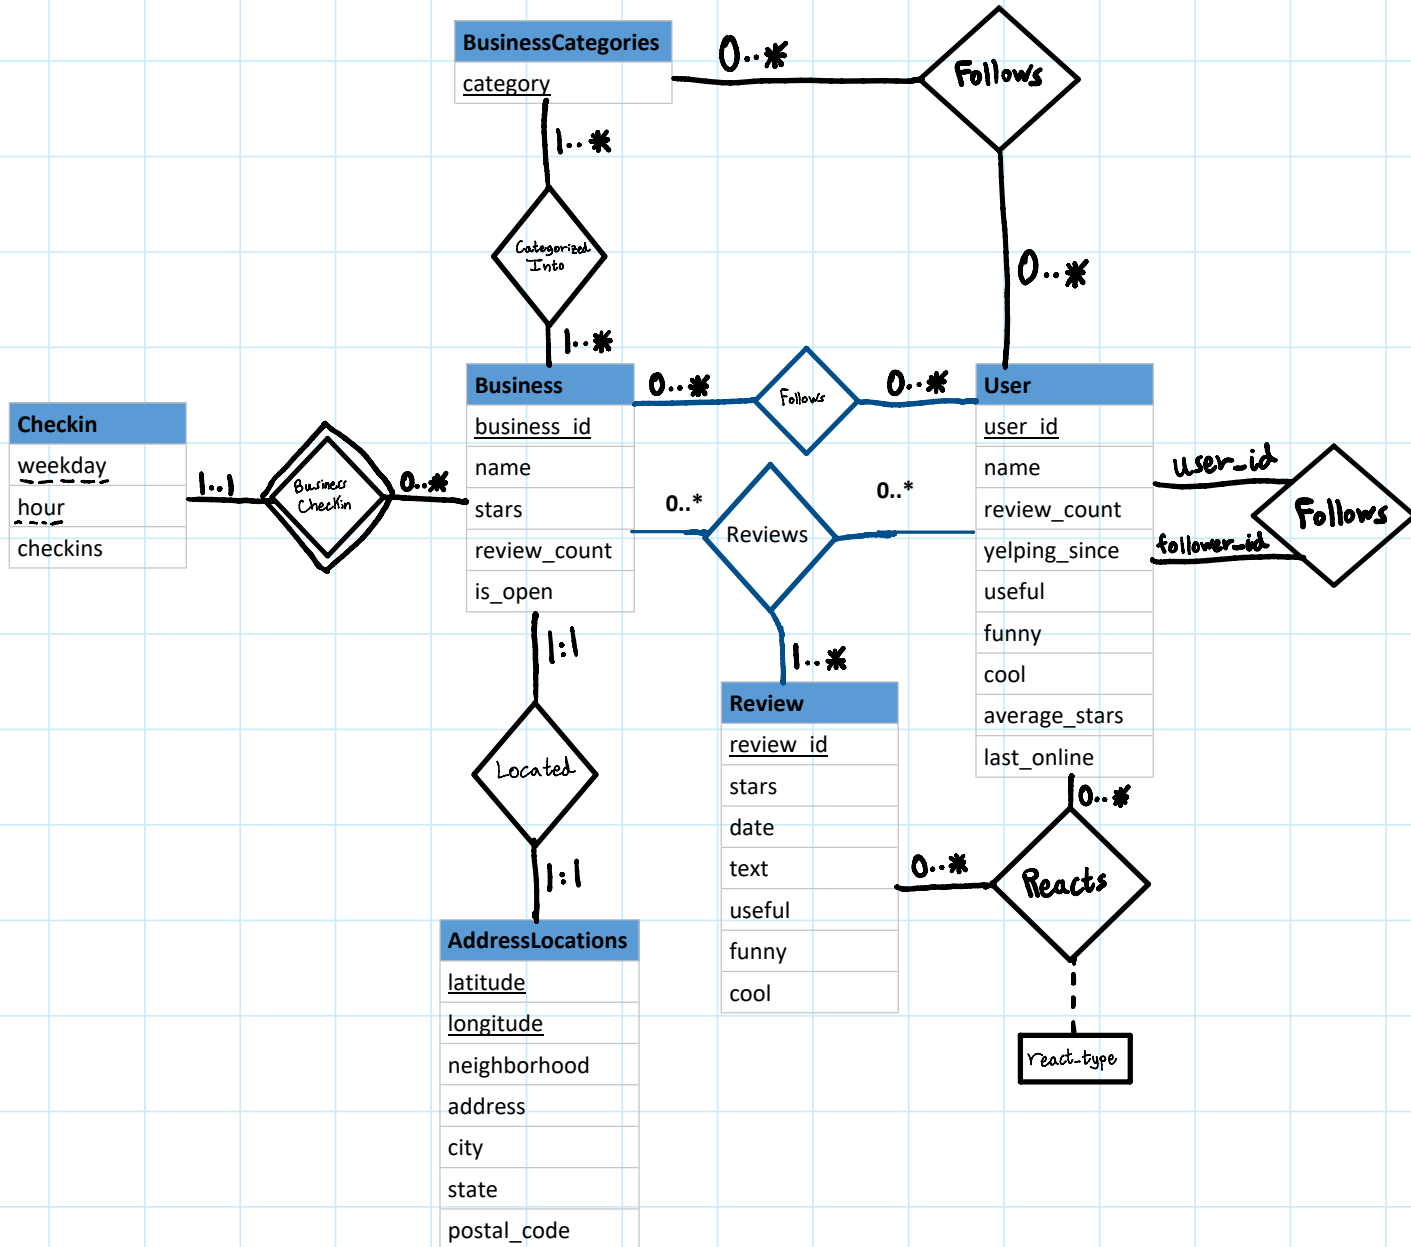 BusinessCategories
category
0..*
Follows
1..*
Categorized
Into
1..*
0..*
Business
business_id
name
stars
review_count
is_open
0..*
Follows
0..*
User
user_id
name
review_count
yelping_since
useful
funny
cool
average_stars
last_online
Checkin
weekday
hour
checkins
1..1
Business
Checkin
0..*
0..*
Reviews
0..*
user_id
follower_id
Follows
1:1
Located
1:1
1..*
Review
review_id
stars
date
text
useful
funny
cool
0..*
0..*
Reacts
react_type
AddressLocations
latitude
longitude
neighborhood
address
city
state
postal_code